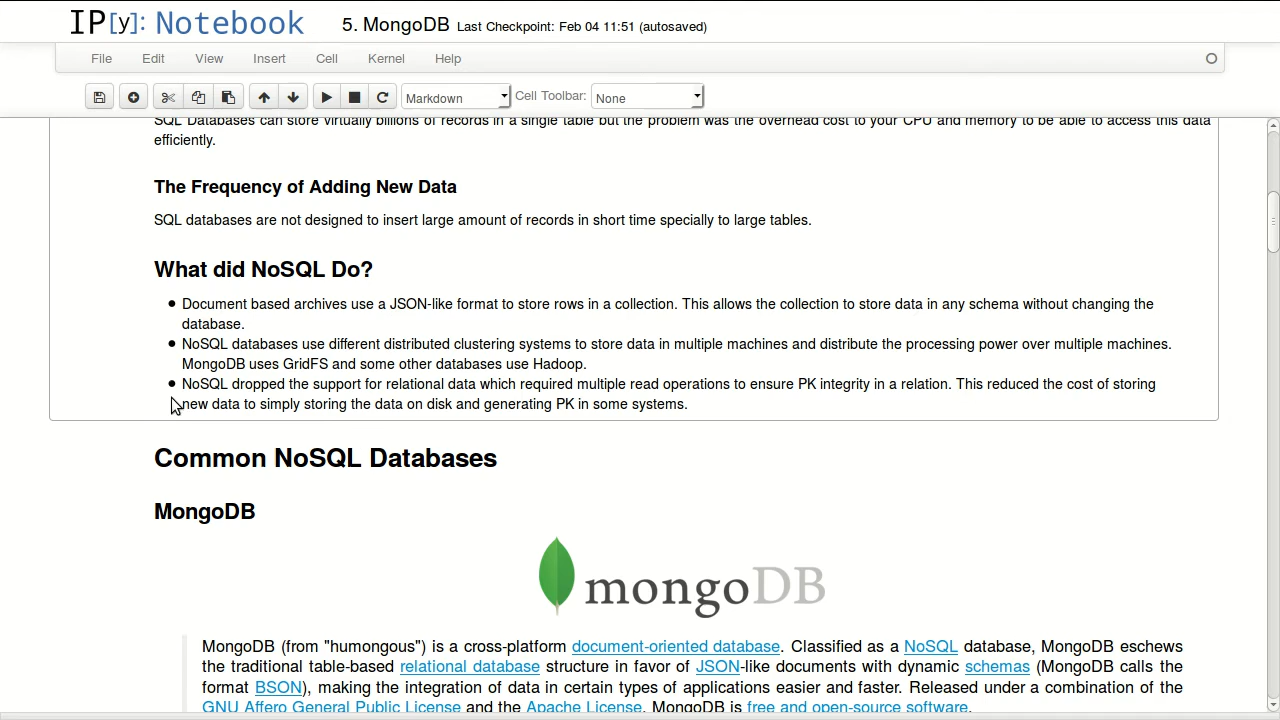 IP[y]: Notebook 5. MongoDB Last Checkpoint: Feb 04 11:51 (autosaved)
File Edit View Insert Cell Kernel Help
Markdown Cell Toolbar: None
SQL Databases can store virtually billions of records in a single table but the problem was the overhead cost to your CPU and memory to be able to access this data
efficiently.
The Frequency of Adding New Data
SQL databases are not designed to insert large amount of records in short time specially to large tables.
What did NoSQL Do?
Document based archives use a JSON-like format to store rows in a collection. This allows the collection to store data in any schema without changing the
database.
NoSQL databases use different distributed clustering systems to store data in multiple machines and distribute the processing power over multiple machines.
MongoDB uses GridFS and some other databases use Hadoop.
NoSQL dropped the support for relational data which required multiple read operations to ensure PK integrity in a relation. This reduced the cost of storing
new data to simply storing the data on disk and generating PK in some systems.
Common NoSQL Databases
MongoDB
mongoDB
MongoDB (from "humongous") is a cross-platform document-oriented database. Classified as a NoSQL database, MongoDB eschews
the traditional table-based relational database structure in favor of JSON-like documents with dynamic schemas (MongoDB calls the
format BSON), making the integration of data in certain types of applications easier and faster. Released under a combination of the
GNU Affero General Public License and the Apache License, MongoDB is free and open-source software.